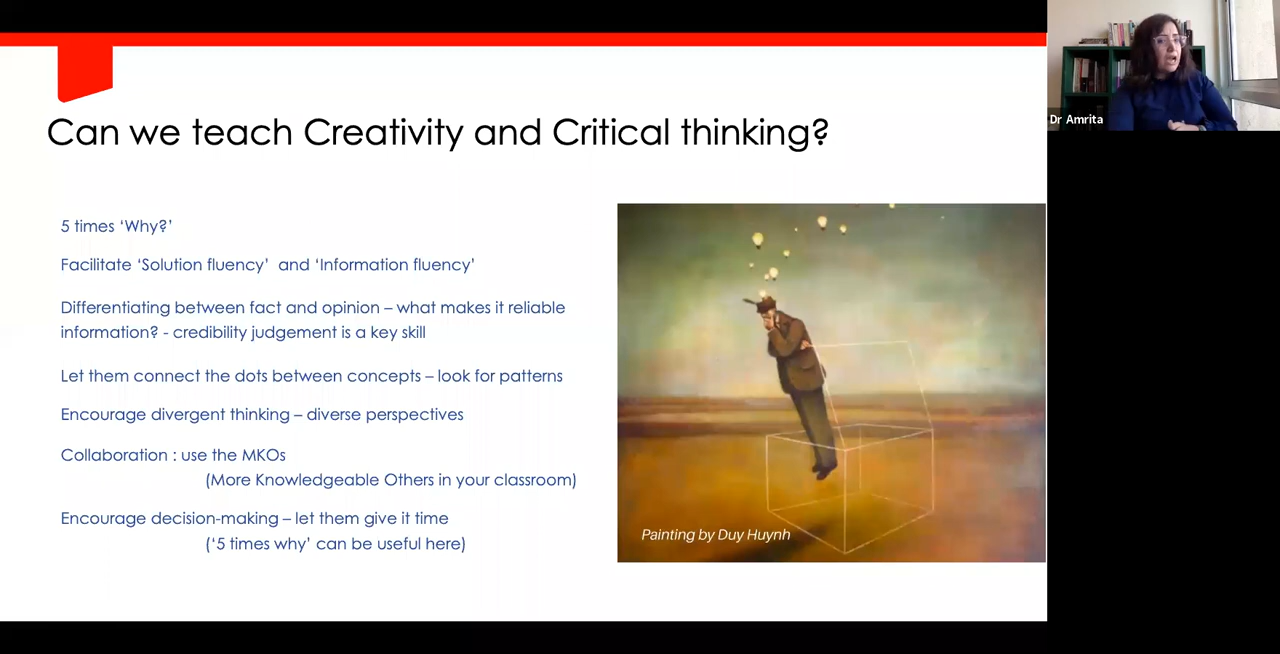 Can we teach Creativity and Critical thinking?
5 times ‘Why?’
Facilitate ‘Solution fluency’  and ‘Information fluency’
Differentiating between fact and opinion – what makes it reliable
information? - credibility judgement is a key skill
Let them connect the dots between concepts – look for patterns
Encourage divergent thinking – diverse perspectives
Collaboration : use the MKOs
(More Knowledgeable Others in your classroom)
Encourage decision-making – let them give it time
(‘5 times why’ can be useful here)
Painting by Duy Huynh
Dr Amrita